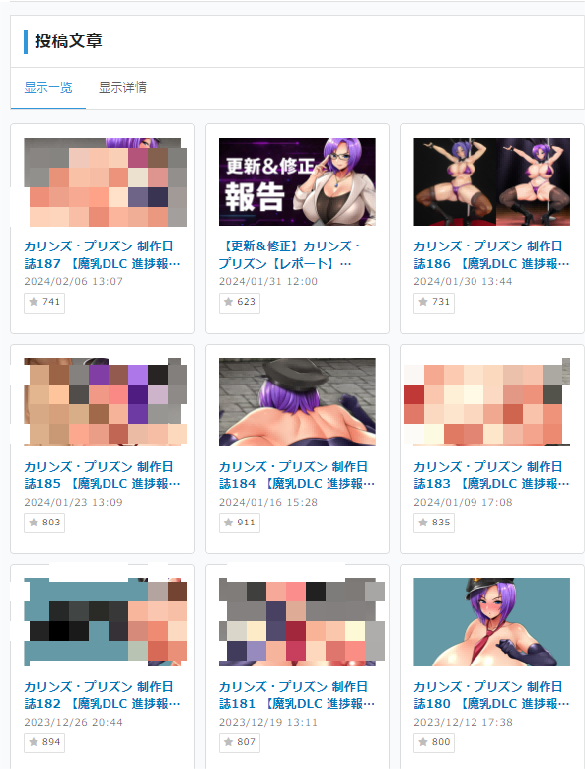 投稿文章
显示一览 显示详情
カリンズ・プリズン 制作日
誌187 【魔乳DLC 進捗報…
2024/02/06 13:07
★ 741
更新&修正
報告
【更新&修正】カリンズ・
プリズン【レポート】…
2024/01/31 12:00
★ 623
カリンズ・プリズン 制作日
誌186 【魔乳DLC 進捗報…
2024/01/30 13:44
★ 731
カリンズ・プリズン 制作日
誌185 【魔乳DLC 進捗報…
2024/01/23 13:09
★ 803
カリンズ・プリズン 制作日
誌184 【魔乳DLC 進捗報…
2024/01/16 15:28
★ 911
カリンズ・プリズン 制作日
誌183 【魔乳DLC 進捗報…
2024/01/09 17:08
★ 835
カリンズ・プリズン 制作日
誌182 【魔乳DLC 進捗報…
2023/12/26 20:44
★ 894
カリンズ・プリズン 制作日
誌181 【魔乳DLC 進捗報…
2023/12/19 13:11
★ 807
カリンズ・プリズン 制作日
誌180 【魔乳DLC 進捗報…
2023/12/12 17:38
★ 800